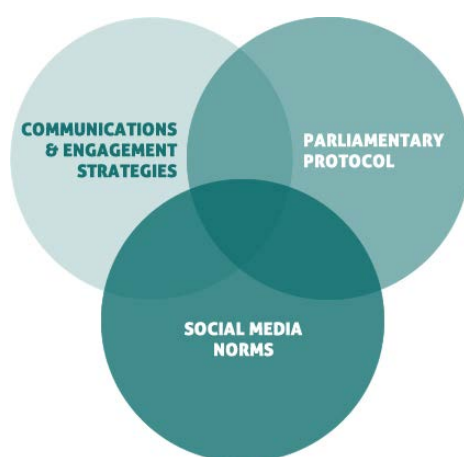 COMMUNICATIONS
& ENGAGEMENT
STRATEGIES
PARLIAMENTARY
PROTOCOL
SOCIAL MEDIA
NORMS